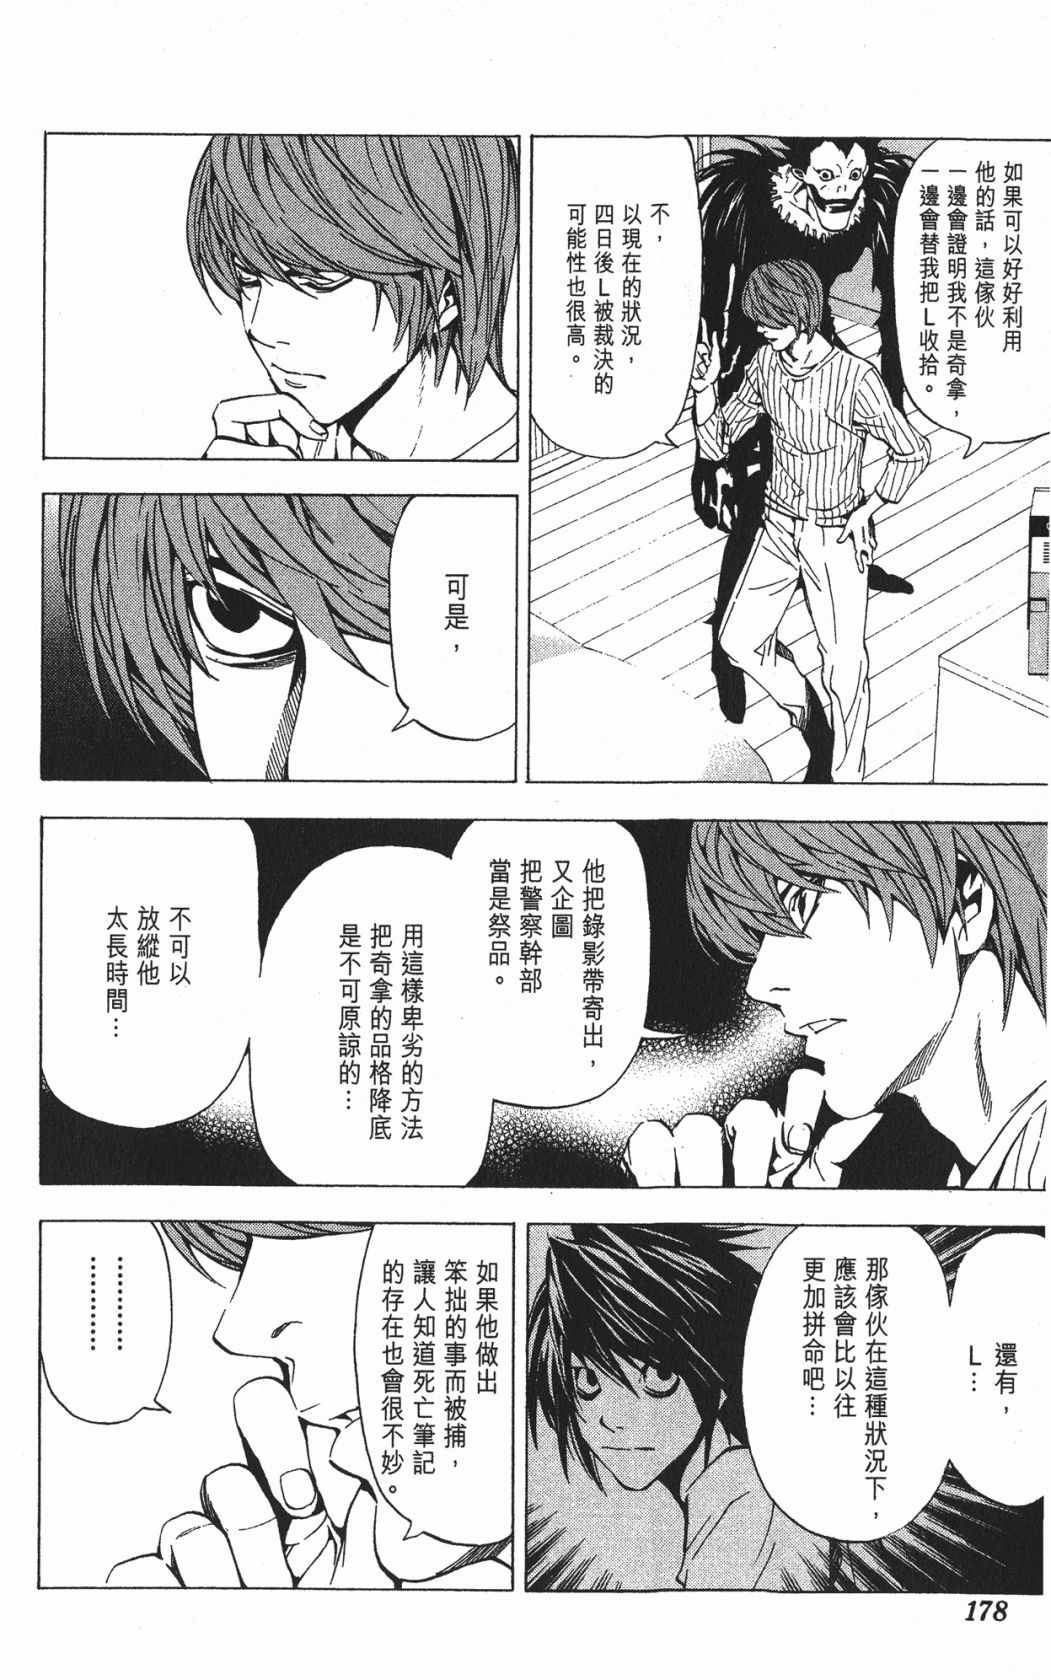 如果可以好好利用
他的話，這傢伙
一邊會證明我不是奇拿，
一邊會替我把L收拾。
不，
以現在的狀況，
四日後L被裁決的
可能性也很高。
可是，
他把錄影帶寄出，
又企圖
把警察幹部
當是祭品。
用這樣卑劣的方法
把奇拿的品格降底
是不可原諒的…
不可以
放縱他
太長時間…
還有，
L…
那傢伙在這種狀況下，
應該會比以往
更加拼命吧…
如果他做出
笨拙的事而被捕，
讓人知道死亡筆記
的存在也會很不妙。
………
………
178